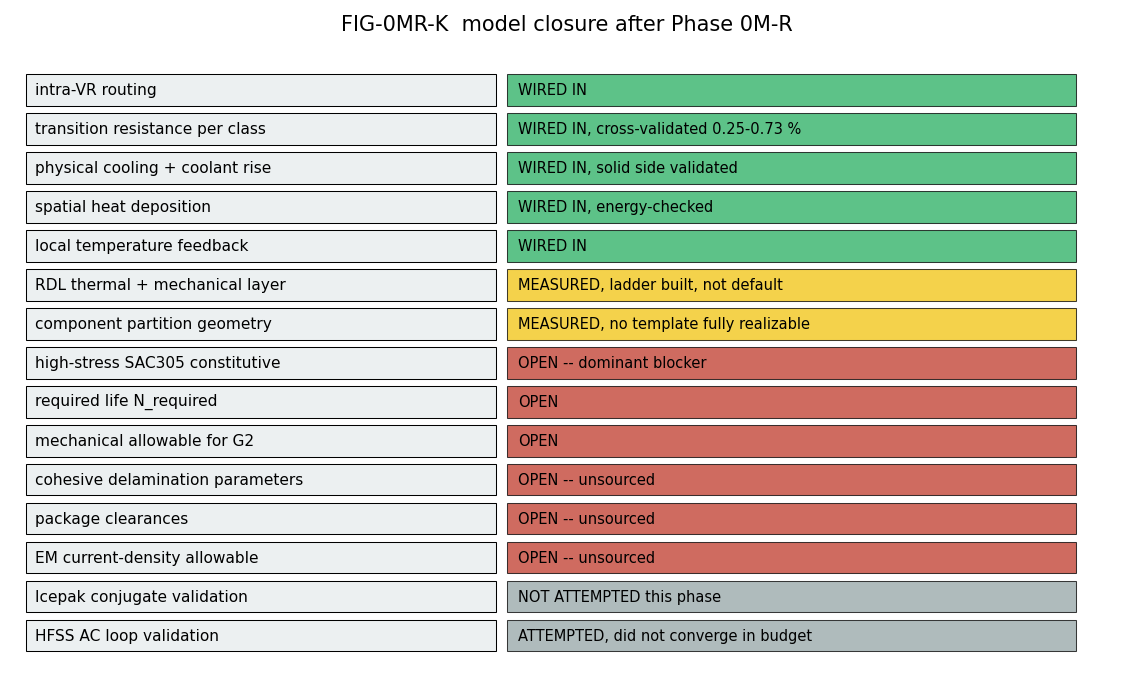 FIG-0MR-K  model closure after Phase 0M-R
intra-VR routing WIRED IN
transition resistance per class WIRED IN, cross-validated 0.25-0.73 %
physical cooling + coolant rise WIRED IN, solid side validated
spatial heat deposition WIRED IN, energy-checked
local temperature feedback WIRED IN
RDL thermal + mechanical layer MEASURED, ladder built, not default
component partition geometry MEASURED, no template fully realizable
high-stress SAC305 constitutive OPEN -- dominant blocker
required life N_required OPEN
mechanical allowable for G2 OPEN
cohesive delamination parameters OPEN -- unsourced
package clearances OPEN -- unsourced
EM current-density allowable OPEN -- unsourced
Icepak conjugate validation NOT ATTEMPTED this phase
HFSS AC loop validation ATTEMPTED, did not converge in budget